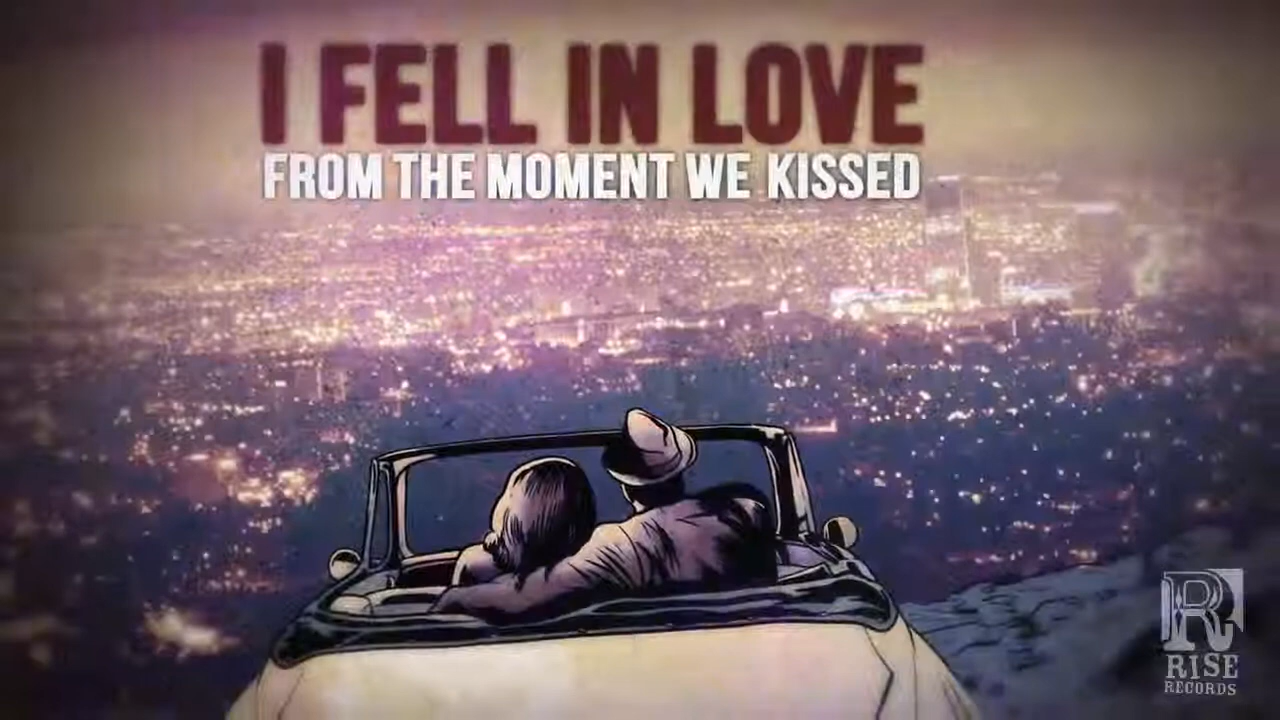 I FELL IN LOVE
FROM THE MOMENT WE KISSED
R
RISE
RECORDS